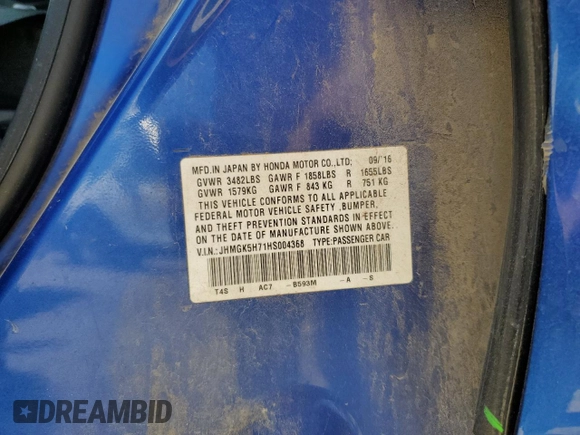 MFD.IN JAPAN BY HONDA MOTOR CO.,LTD: 09/'16
GVWR 3482LBS GAWR F 1858LBS R 1655LBS
GVWR 1579KG GAWR F 843 KG R 751 KG
THIS VEHICLE CONFORMS TO ALL APPLICABLE
FEDERAL MOTOR VEHICLE SAFETY ,BUMPER,
AND THEFT PREVENTION STANDARDS IN EFFECT
ON THE DATE OF MANUFACTURE SHOWN ABOVE.
V.I.N.:JHMGK5H71HS004368 TYPE:PASSENGER CAR
T4S H AC7 -B593M -A -S
DREAMBID